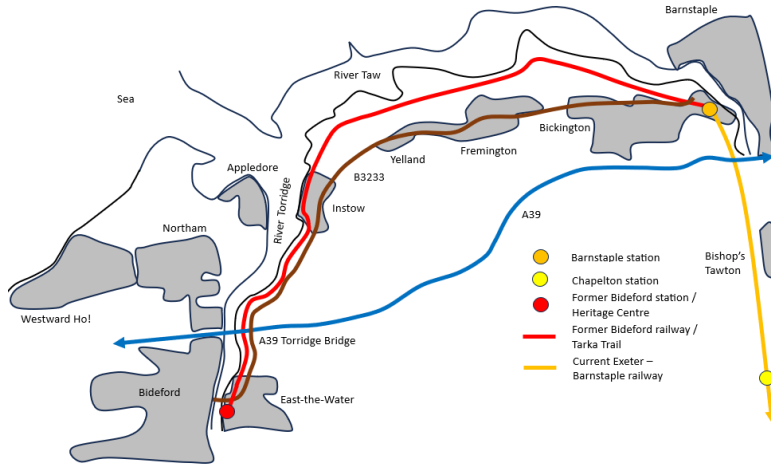 Barnstaple
River Taw
Sea
Bickington
Fremington
Yelland
Appledore
B3233
River Torridge
Instow
Northam
A39
Bishop's
Tawton
Westward Ho!
A39 Torridge Bridge
Bideford
East-the-Water
Barnstaple station
Chapelton station
Former Bideford station /
Heritage Centre
Former Bideford railway /
Tarka Trail
Current Exeter –
Barnstaple railway